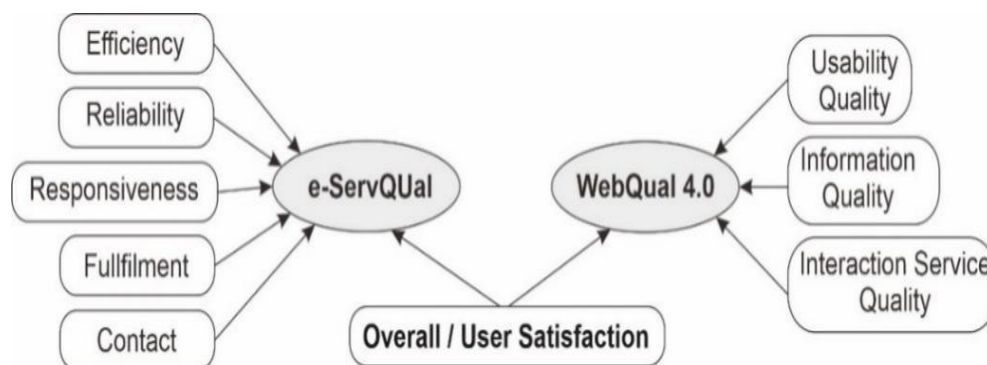 Efficiency
Reliability
Responsiveness
Fullfilment
Contact
e-ServQUal
WebQual 4.0
Overall / User Satisfaction
Usability
Quality
Information
Quality
Interaction Service
Quality